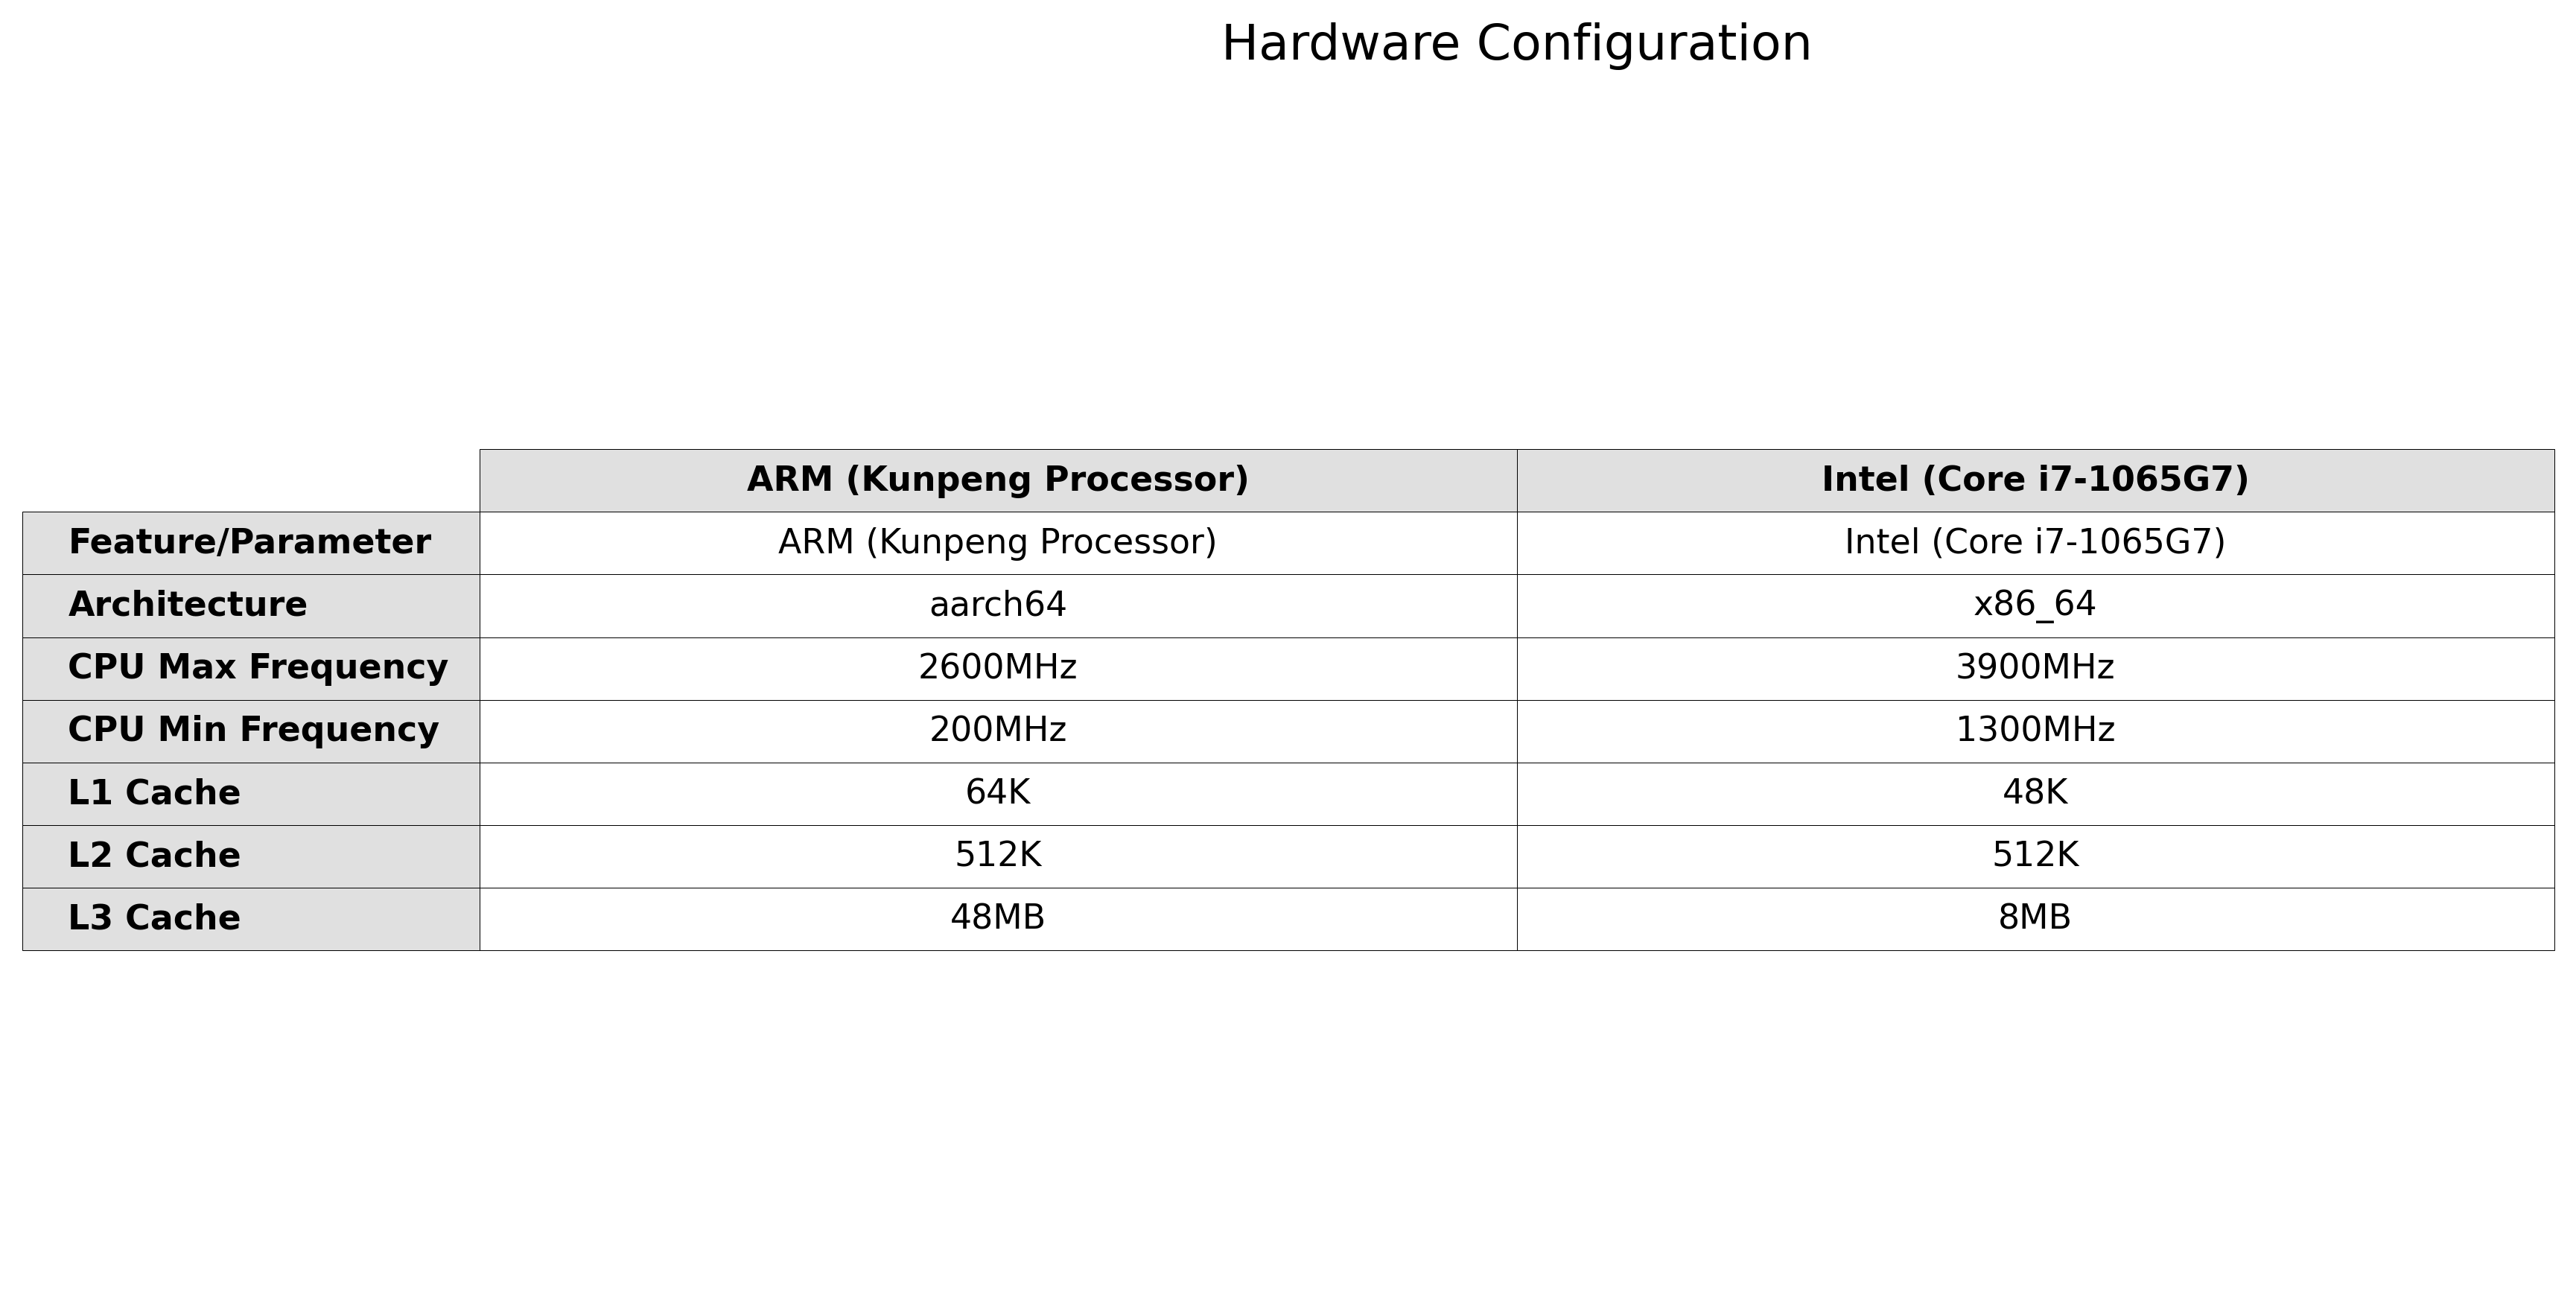 Hardware Configuration
ARM (Kunpeng Processor) Intel (Core i7-1065G7)
Feature/Parameter ARM (Kunpeng Processor) Intel (Core i7-1065G7)
Architecture aarch64 x86_64
CPU Max Frequency 2600MHz 3900MHz
CPU Min Frequency 200MHz 1300MHz
L1 Cache 64K 48K
L2 Cache 512K 512K
L3 Cache 48MB 8MB